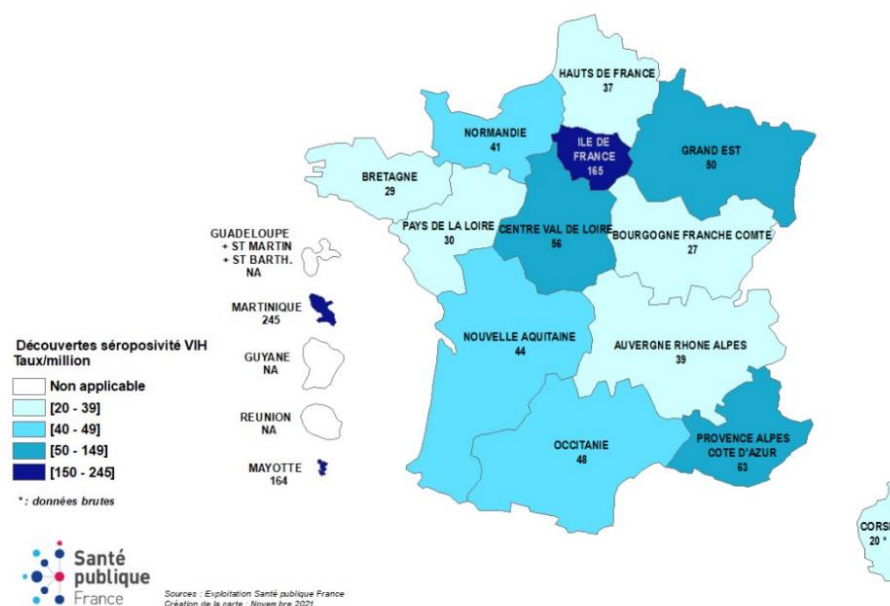 HAUTS DE FRANCE
37
NORMANDIE
41
ILE DE
FRANCE
165
GRAND EST
50
BRETAGNE
29
PAYS DE LA LOIRE
30
CENTRE VAL DE LOIRE
56
BOURGOGNE FRANCHE COMTE
27
GUADELOUPE
+ ST MARTIN
+ ST BARTH.
NA
MARTINIQUE
245
GUYANE
NA
REUNION
NA
MAYOTTE
164
NOUVELLE AQUITAINE
44
AUVERGNE RHONE ALPES
39
OCCITANIE
48
PROVENCE ALPES
COTE D'AZUR
63
CORSE
20 *
Découvertes séroposivité VIH
Taux/million
Non applicable
[20 - 39]
[40 - 49]
[50 - 149]
[150 - 245]
* : données brutes
Santé
publique
France
Sources : Exploitation Santé publique France
Création de la carte : Novembre 2021